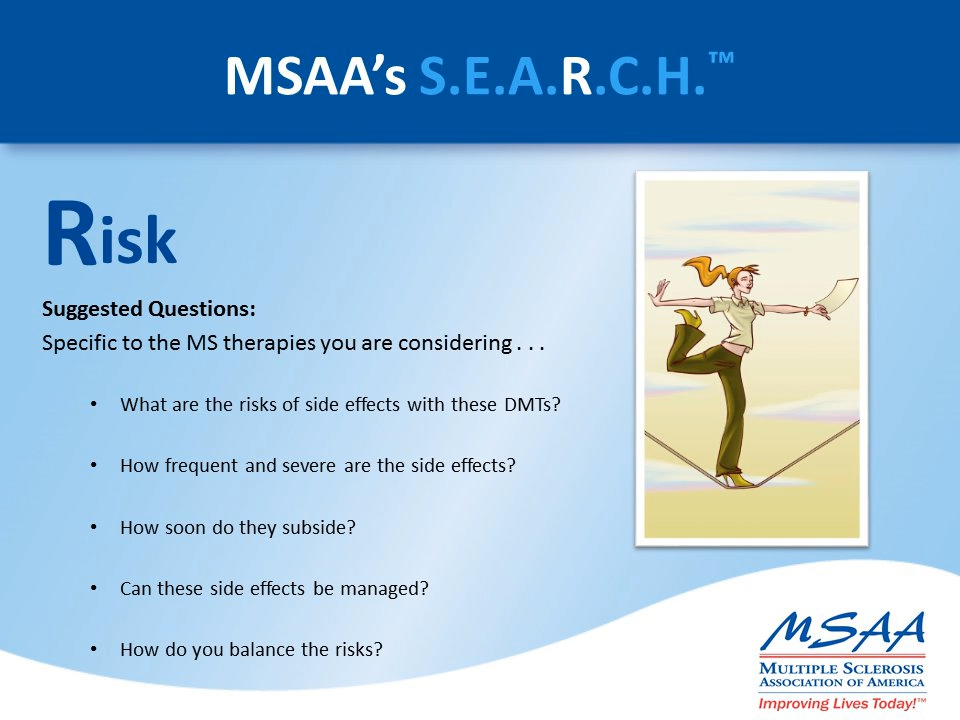 MSAA’s S.E.A.R.C.H.™
Risk
Suggested Questions:
Specific to the MS therapies you are considering . . .
• What are the risks of side effects with these DMTs?
• How frequent and severe are the side effects?
• How soon do they subside?
• Can these side effects be managed?
• How do you balance the risks?
MSAA
MULTIPLE SCLEROSIS
ASSOCIATION OF AMERICA
Improving Lives Today!™